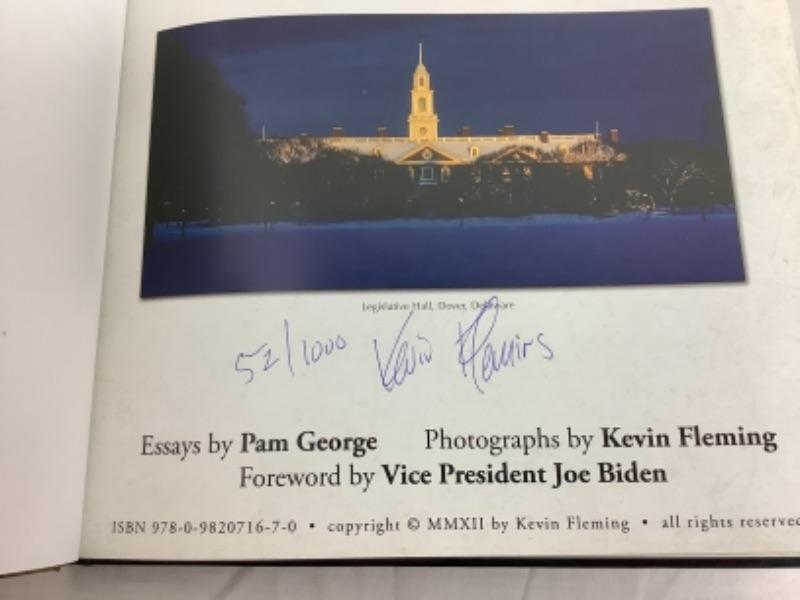 Legislative Hall, Dover, Delaware
52/1000 Kevin Fleming
Essays by Pam George Photographs by Kevin Fleming
Foreword by Vice President Joe Biden
ISBN 978-0-9820716-7-0 • copyright © MMXII by Kevin Fleming • all rights reserved